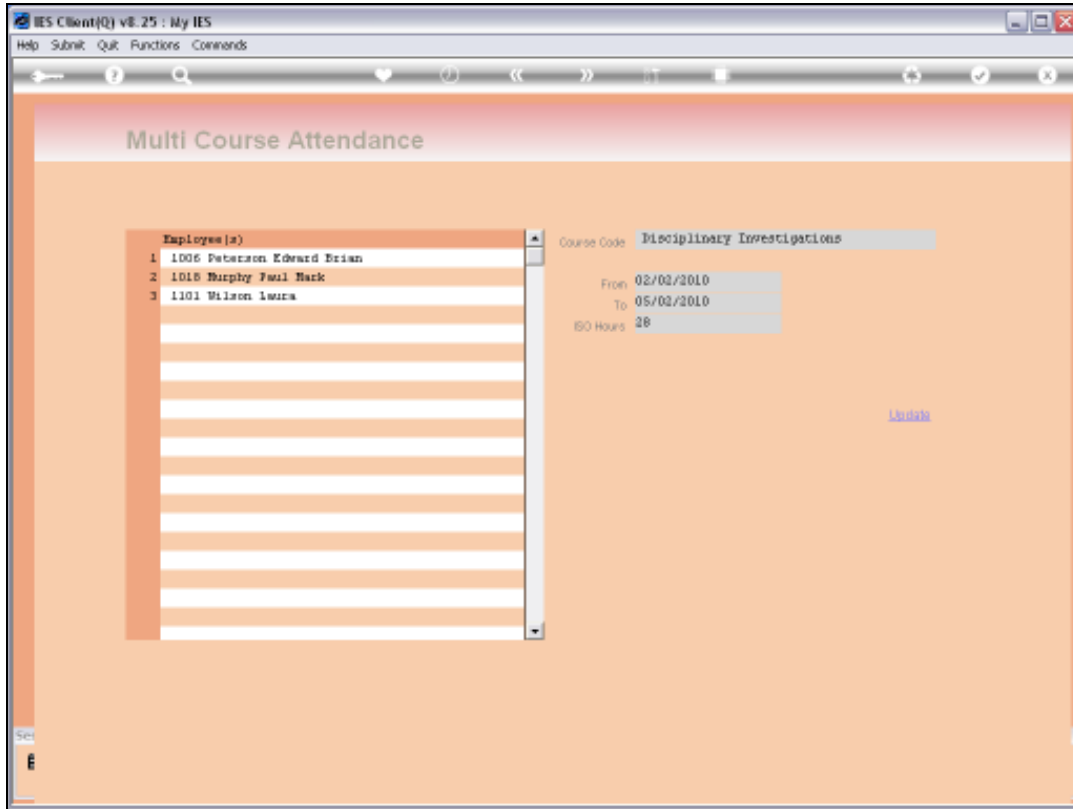 IES Client(Q) v8.25 : My IES
Help Submit Quit Functions Commands
Multi Course Attendance
Employee(s)
1 1006 Peterson Edward Brian
2 1018 Murphy Paul Mark
3 1101 Wilson Laura
Course Code Disciplinary Investigations
From 02/02/2010
To 05/02/2010
ISO Hours 28
Update